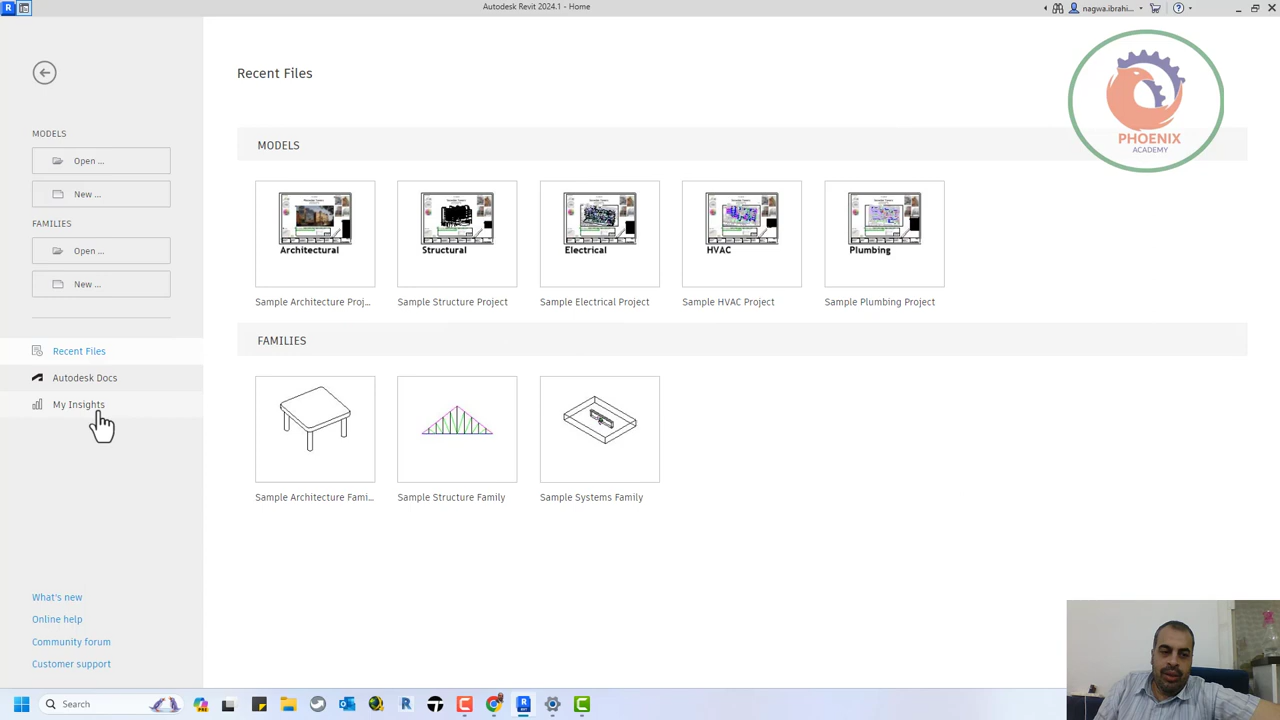 Autodesk Revit 2024.1 - Home
nagwa.ibrahi...
Recent Files
PHOENIX
ACADEMY
MODELS
Open ...
New ...
FAMILIES
Open ...
New ...
Recent Files
Autodesk Docs
My Insights
What's new
Online help
Community forum
Customer support
MODELS
Architectural
Structural
Electrical
HVAC
Plumbing
Sample Architecture Proj...
Sample Structure Project
Sample Electrical Project
Sample HVAC Project
Sample Plumbing Project
FAMILIES
Sample Architecture Fami...
Sample Structure Family
Sample Systems Family
Search